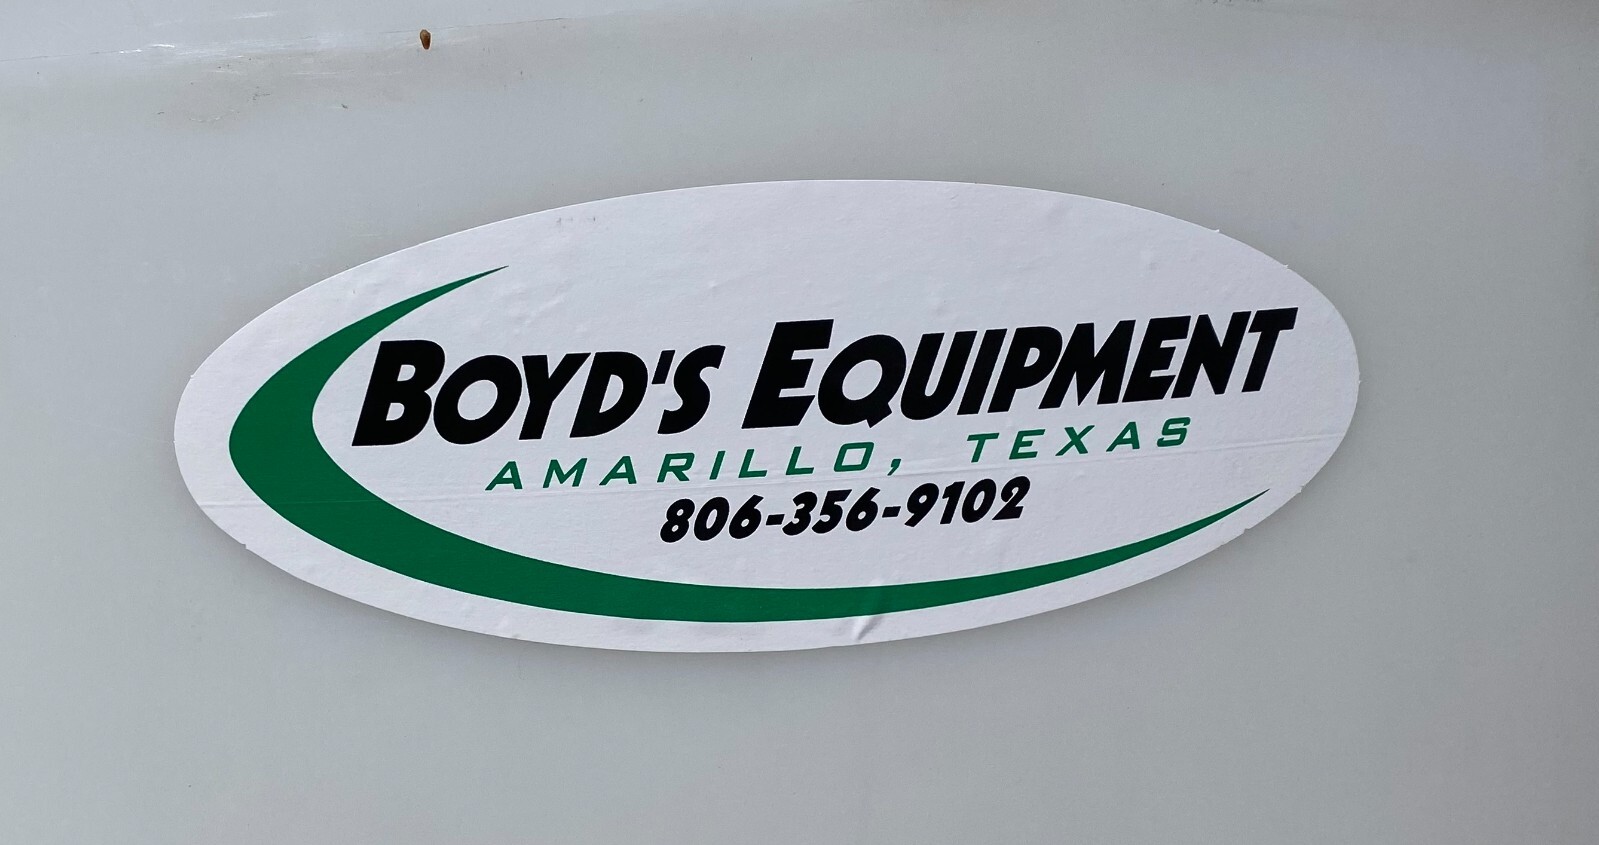 BOYD'S EQUIPMENT
AMARILLO, TEXAS
806-356-9102